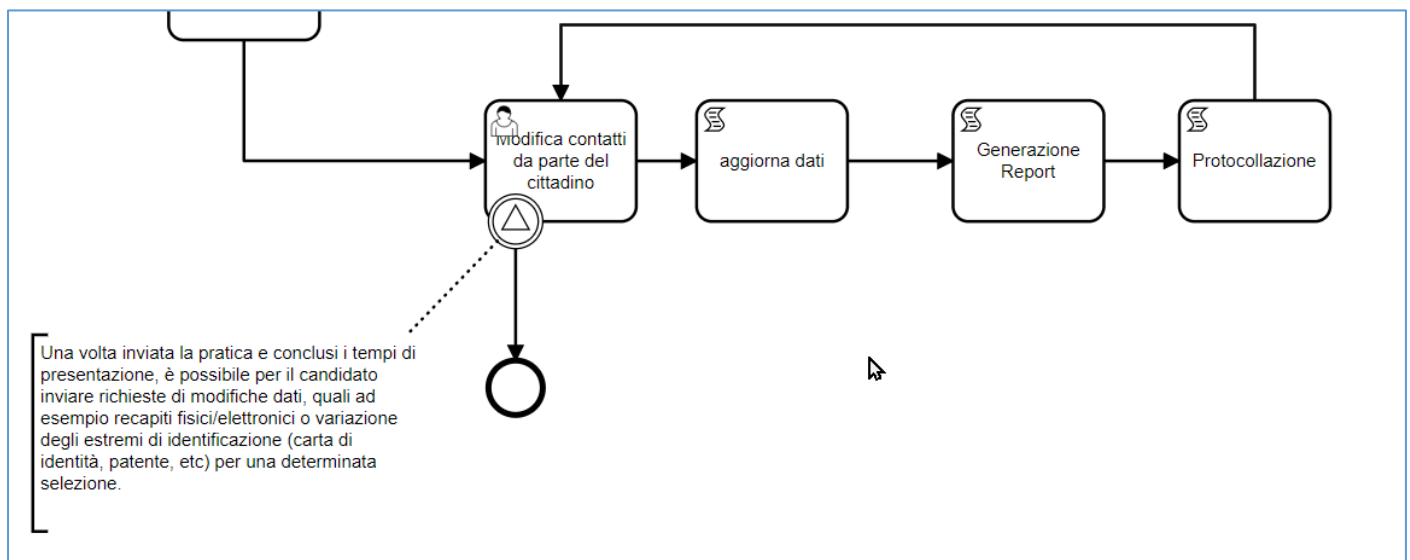 Modifica contatti
da parte del
cittadino
aggiorna dati
Generazione
Report
Protocollazione
Una volta inviata la pratica e conclusi i tempi di
presentazione, è possibile per il candidato
inviare richieste di modifiche dati, quali ad
esempio recapiti fisici/elettronici o variazione
degli estremi di identificazione (carta di
identità, patente, etc) per una determinata
selezione.